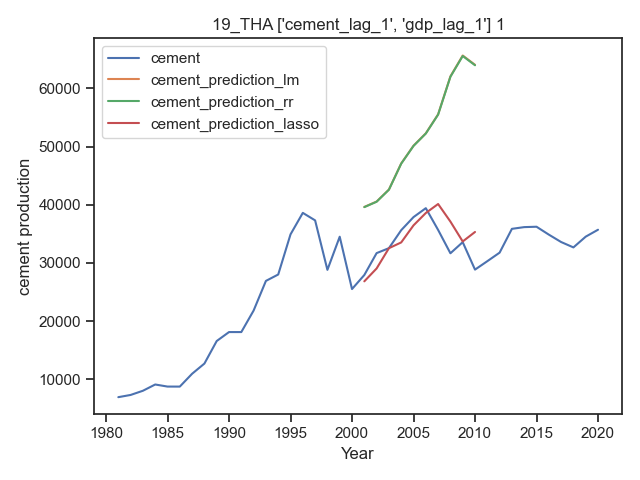 19_THA ['cement_lag_1', 'gdp_lag_1'] 1
cement
cement_prediction_lm
cement_prediction_rr
cement_prediction_lasso
cement production
60000
50000
40000
30000
20000
10000
1980 1985 1990 1995 2000 2005 2010 2015 2020
Year